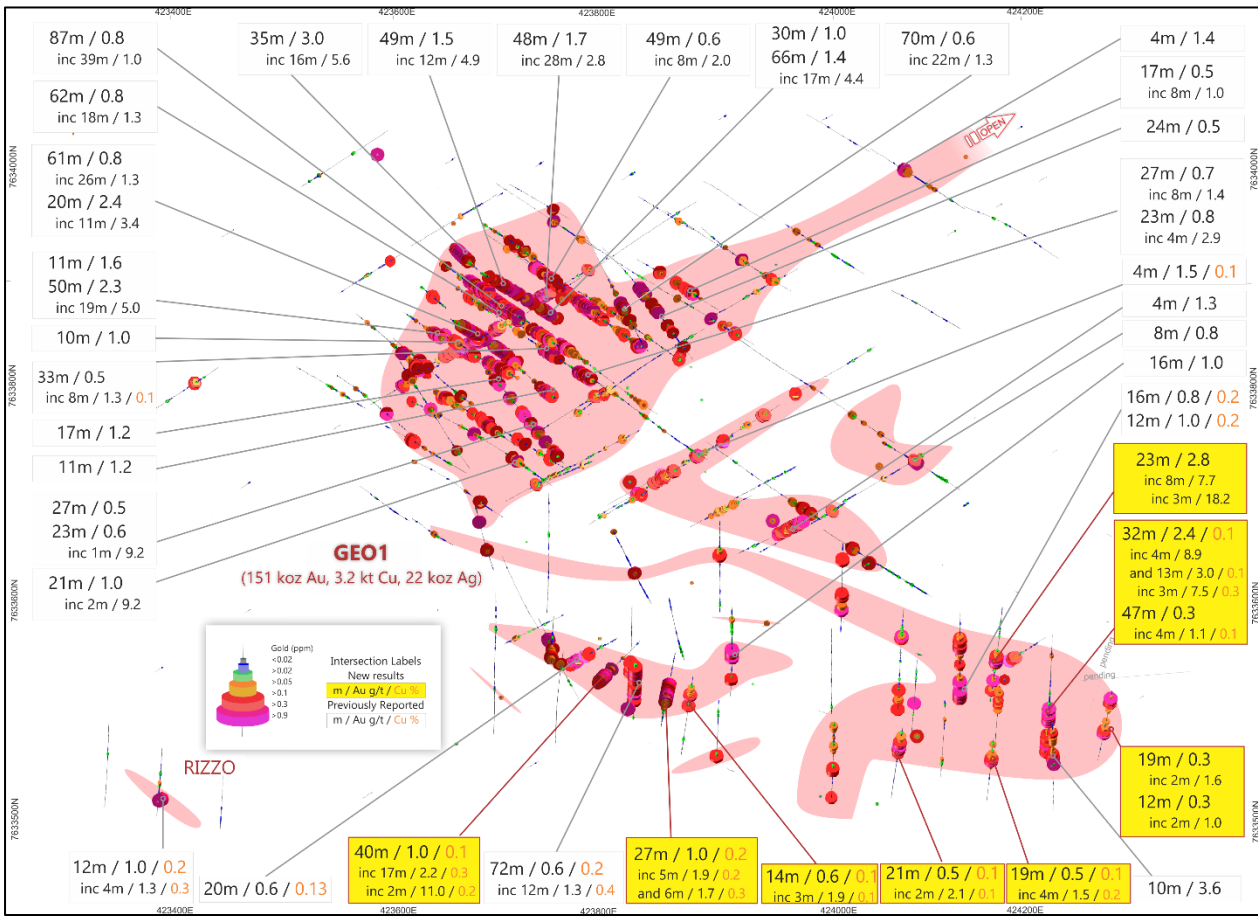 423400E
423600E
423800E
424000E
424200E
87m / 0.8
inc 39m / 1.0
62m / 0.8
inc 18m / 1.3
61m / 0.8
inc 26m / 1.3
20m / 2.4
inc 11m / 3.4
11m / 1.6
50m / 2.3
inc 19m / 5.0
10m / 1.0
33m / 0.5
inc 8m / 1.3 / 0.1
17m / 1.2
11m / 1.2
27m / 0.5
23m / 0.6
inc 1m / 9.2
21m / 1.0
inc 2m / 9.2
35m / 3.0
inc 16m / 5.6
49m / 1.5
inc 12m / 4.9
48m / 1.7
inc 28m / 2.8
49m / 0.6
inc 8m / 2.0
30m / 1.0
66m / 1.4
inc 17m / 4.4
70m / 0.6
inc 22m / 1.3
4m / 1.4
17m / 0.5
inc 8m / 1.0
24m / 0.5
27m / 0.7
inc 8m / 1.4
23m / 0.8
inc 4m / 2.9
4m / 1.5 / 0.1
4m / 1.3
8m / 0.8
16m / 1.0
16m / 0.8 / 0.2
12m / 1.0 / 0.2
23m / 2.8
inc 8m / 7.7
inc 3m / 18.2
32m / 2.4 / 0.1
inc 4m / 8.9
and 13m / 3.0 / 0.1
inc 3m / 7.5 / 0.3
47m / 0.3
inc 4m / 1.1 / 0.1
19m / 0.3
inc 2m / 1.6
12m / 0.3
inc 2m / 1.0
OPEN
7634000N
7633800N
7633600N
7633500N
7634000N
7633800N
7633600N
7633500N
GEO1
(151 koz Au, 3.2 kt Cu, 22 koz Ag)
pending
pending
Gold (ppm)
<0.02
>0.02
>0.05
>0.1
>0.3
>0.9
Intersection Labels
New results
m / Au g/t / Cu %
Previously Reported
m / Au g/t / Cu %
RIZZO
12m / 1.0 / 0.2
inc 4m / 1.3 / 0.3
20m / 0.6 / 0.13
40m / 1.0 / 0.1
inc 17m / 2.2 / 0.3
inc 2m / 11.0 / 0.2
72m / 0.6 / 0.2
inc 12m / 1.3 / 0.4
27m / 1.0 / 0.2
inc 5m / 1.9 / 0.2
and 6m / 1.7 / 0.3
14m / 0.6 / 0.1
inc 3m / 1.9 / 0.1
21m / 0.5 / 0.1
inc 2m / 2.1 / 0.1
19m / 0.5 / 0.1
inc 4m / 1.5 / 0.2
10m / 3.6
423400E
423600E
423800E
424000E
424200E